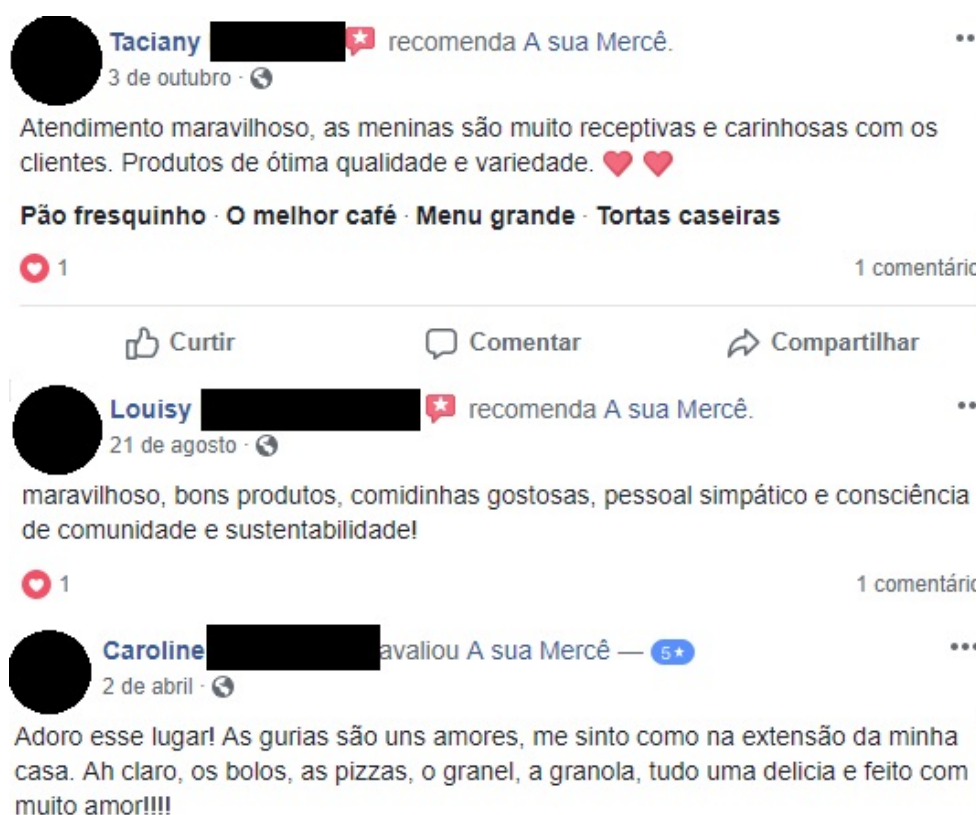 Taciany recomenda A sua Mercê.
3 de outubro ·
Atendimento maravilhoso, as meninas são muito receptivas e carinhosas com os
clientes. Produtos de ótima qualidade e variedade. ❤ ❤
Pão fresquinho · O melhor café · Menu grande · Tortas caseiras
1 1 comentário
Curtir Comentar Compartilhar
Louisy recomenda A sua Mercê.
21 de agosto ·
maravilhoso, bons produtos, comidinhas gostosas, pessoal simpático e consciência
de comunidade e sustentabilidade!
1 1 comentário
Caroline avaliou A sua Mercê — 5★
2 de abril ·
Adoro esse lugar! As gurias são uns amores, me sinto como na extensão da minha
casa. Ah claro, os bolos, as pizzas, o granel, a granola, tudo uma delicia e feito com
muito amor!!!!